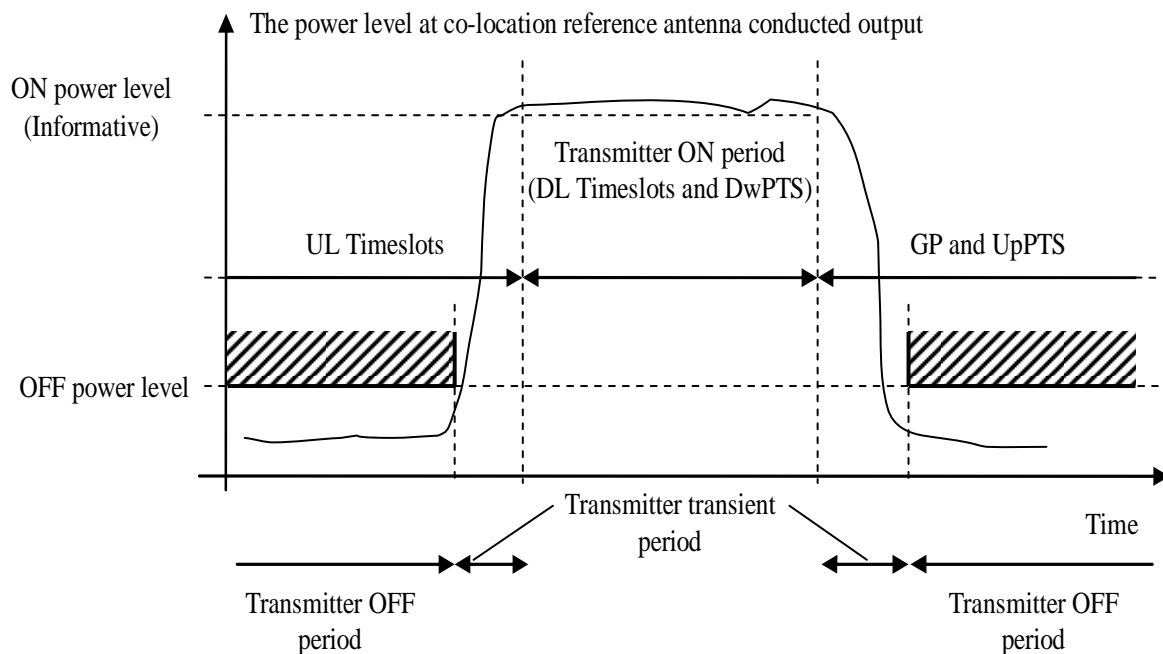 The power level at co-location reference antenna conducted output
ON power level
(Informative)
Transmitter ON period
(DL Timeslots and DwPTS)
UL Timeslots
GP and UpPTS
OFF power level
Transmitter transient
period
Time
Transmitter OFF
period
Transmitter OFF
period